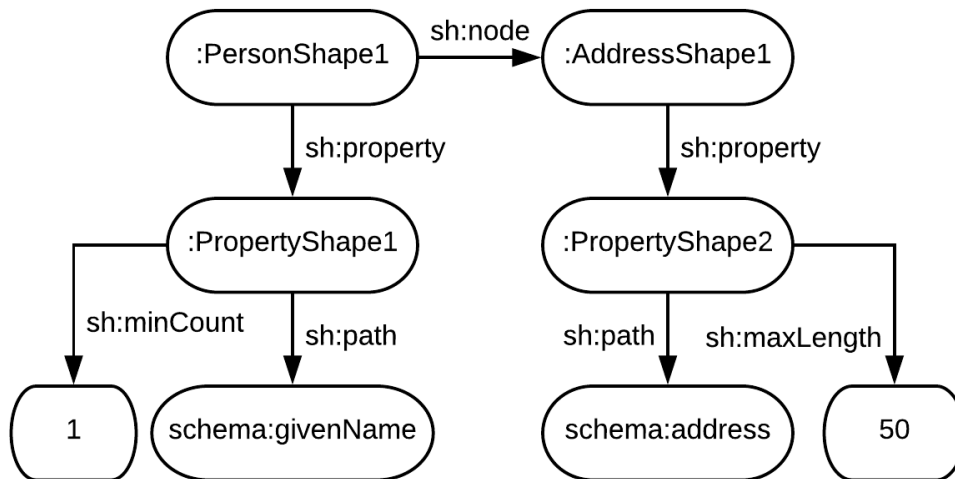 sh:node
:PersonShape1
:AddressShape1
sh:property
sh:property
:PropertyShape1
:PropertyShape2
sh:minCount
sh:path
sh:path
sh:maxLength
1
schema:givenName
schema:address
50